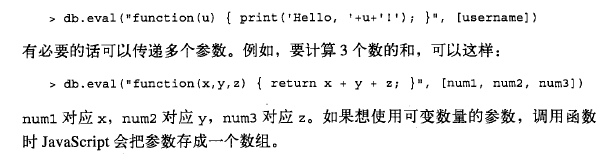 > db.eval("function(u) { print('Hello, '+u+'!'); }", [username])
有必要的话可以传递多个参数。例如，要计算 3 个数的和，可以这样：
> db.eval("function(x,y,z) { return x + y + z; }", [num1, num2, num3])
num1 对应 x，num2 对应 y，num3 对应 z。如果想使用可变数量的参数，调用函数
时 JavaScript 会把参数存成一个数组。